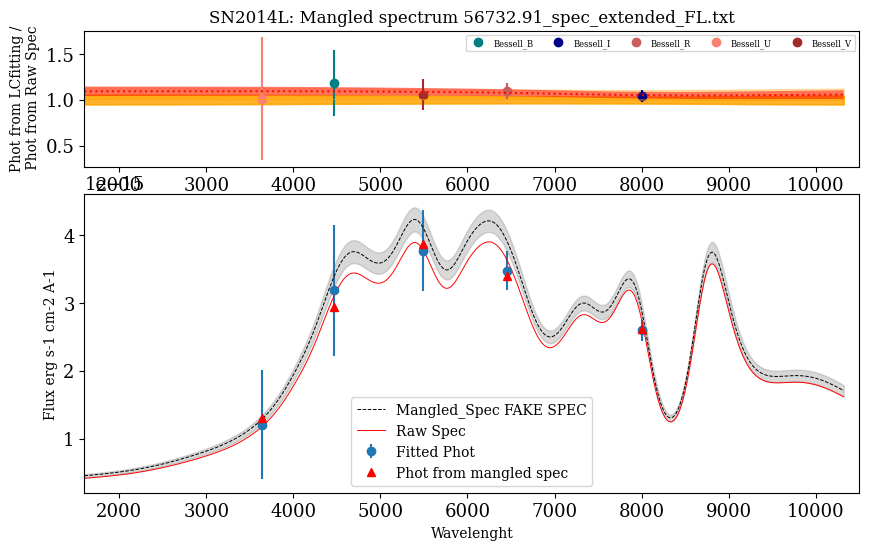 SN2014L: Mangled spectrum 56732.91_spec_extended_FL.txt
Phot from LCfitting /
Phot from Raw Spec
1.5
1.0
0.5
Bessell_B
Bessell_I
Bessell_R
Bessell_U
Bessell_V
2000 3000 4000 5000 6000 7000 8000 9000 10000
1e−15
Flux erg s-1 cm-2 A-1
4
3
2
1
Mangled_Spec FAKE SPEC
Raw Spec
Fitted Phot
Phot from mangled spec
2000 3000 4000 5000 6000 7000 8000 9000 10000
Wavelenght